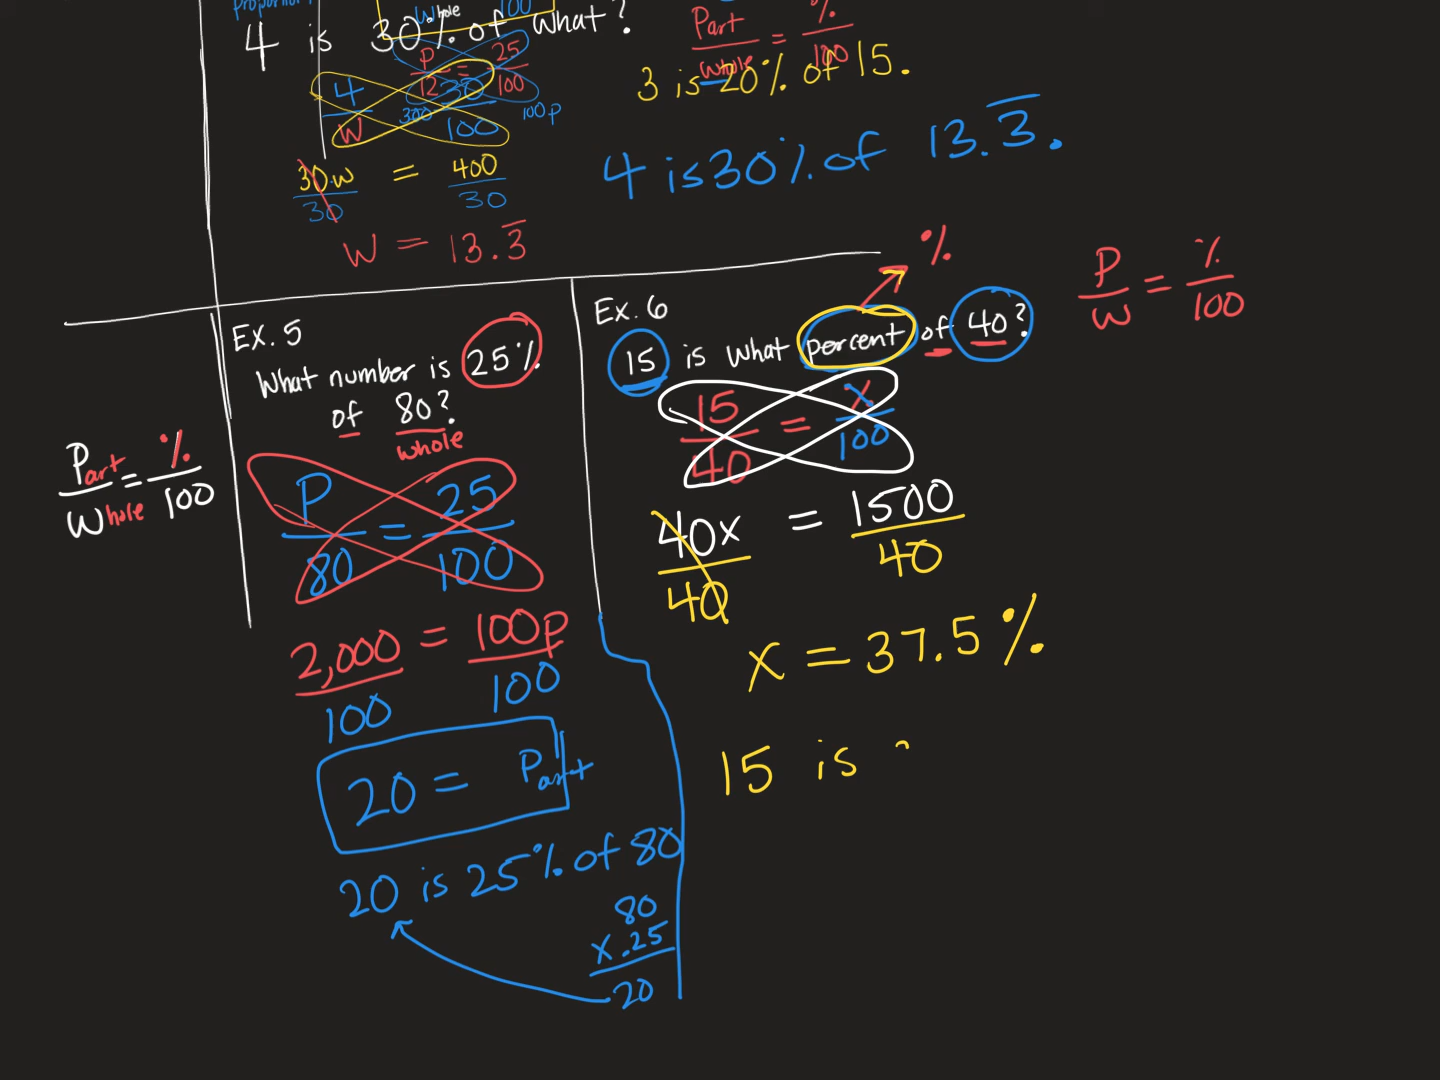 Whole 100
4 is 30% of what?
P/12 = 25/100
4/W 30/100
300 100p
30w/30 = 400/30
W = 13.3̅
Part/Whole = %/100
3 is 20% of 15.
4 is 30% of 13.3̅.
Part/Whole = %/100
Ex. 5
What number is 25%
of 80?
whole
P/80 = 25/100
2,000/100 = 100p/100
20 = Part
20 is 25% of 80
80
x .25
20
Ex. 6
%
P/W = %/100
15 is what percent of 40?
15/40 = x/100
40x/40 = 1500/40
x = 37.5%
15 is